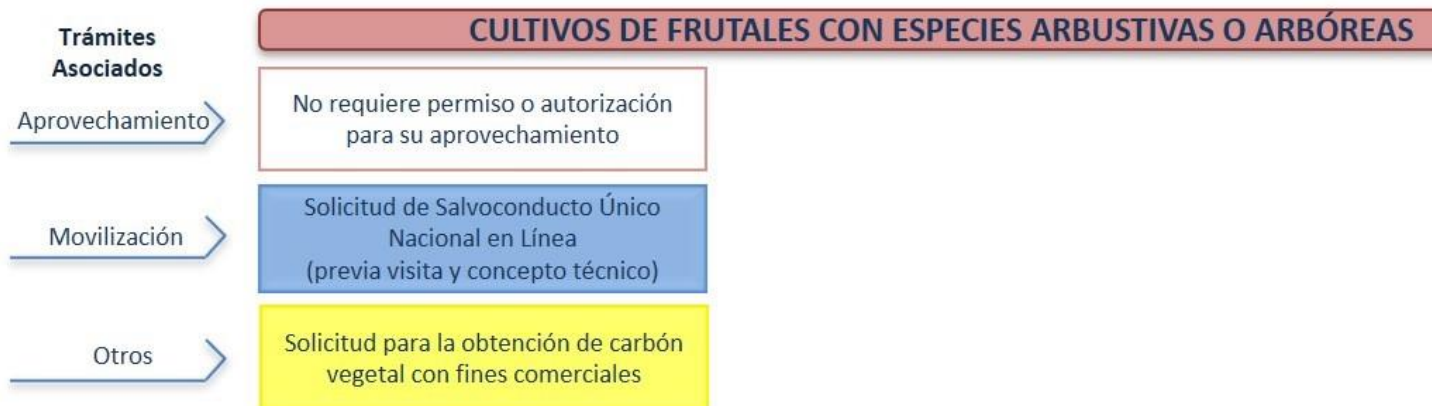 Trámites
Asociados
CULTIVOS DE FRUTALES CON ESPECIES ARBUSTIVAS O ARBÓREAS
Aprovechamiento
No requiere permiso o autorización
para su aprovechamiento
Movilización
Solicitud de Salvoconducto Único
Nacional en Línea
(previa visita y concepto técnico)
Otros
Solicitud para la obtención de carbón
vegetal con fines comerciales